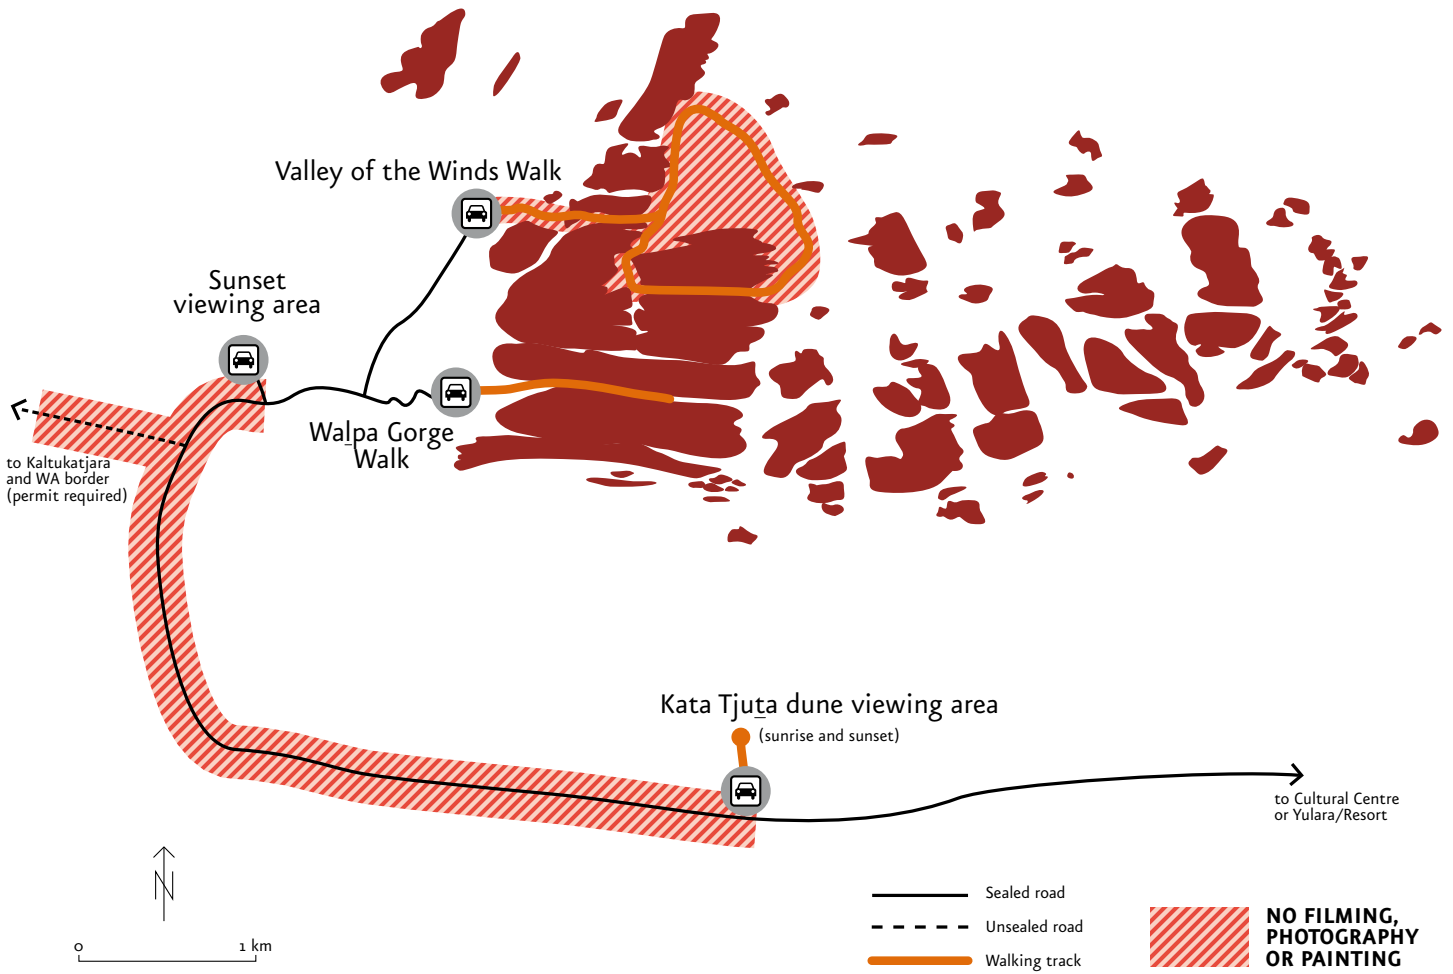 Valley of the Winds Walk
Sunset
viewing area
Walpa Gorge
Walk
to Kaltukatjara
and WA border
(permit required)
Kata Tjuṯa dune viewing area
(sunrise and sunset)
to Cultural Centre
or Yulara/Resort
N
0 1 km
Sealed road
Unsealed road
Walking track
NO FILMING,
PHOTOGRAPHY
OR PAINTING